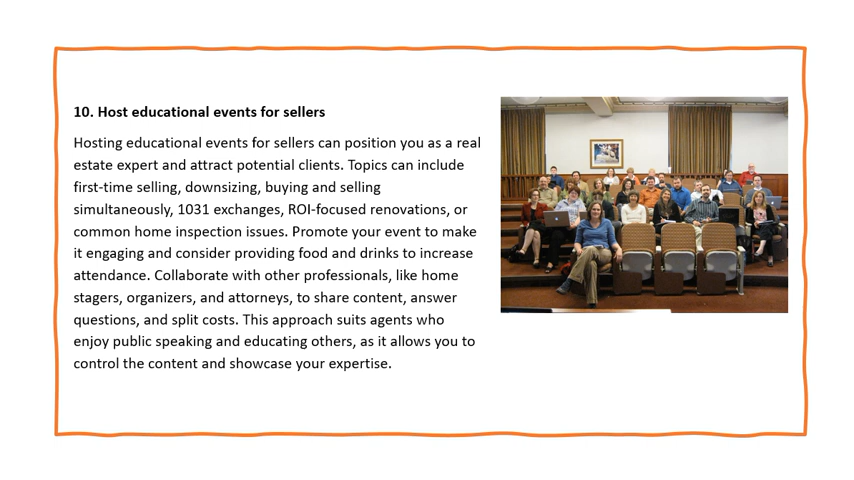 10. Host educational events for sellers
Hosting educational events for sellers can position you as a real
estate expert and attract potential clients. Topics can include
first-time selling, downsizing, buying and selling
simultaneously, 1031 exchanges, ROI-focused renovations, or
common home inspection issues. Promote your event to make
it engaging and consider providing food and drinks to increase
attendance. Collaborate with other professionals, like home
stagers, organizers, and attorneys, to share content, answer
questions, and split costs. This approach suits agents who
enjoy public speaking and educating others, as it allows you to
control the content and showcase your expertise.